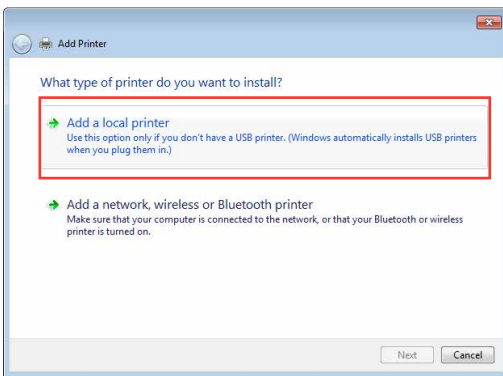 Add Printer
What type of printer do you want to install?
Add a local printer
Use this option only if you don't have a USB printer. (Windows automatically installs USB printers
when you plug them in.)
Add a network, wireless or Bluetooth printer
Make sure that your computer is connected to the network, or that your Bluetooth or wireless
printer is turned on.
Next
Cancel